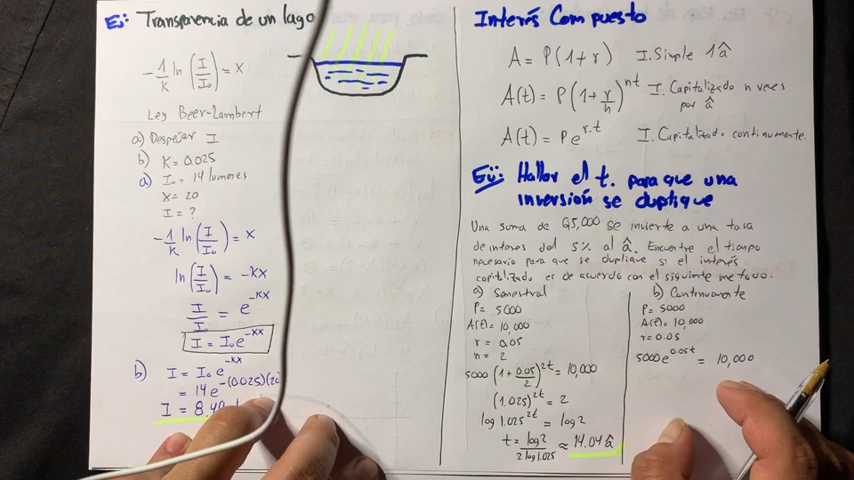 Ej: Transparencia de un lago
-1/k ln (I/I₀) = x
Ley Beer-Lambert
a) Despejar I
b) K = 0.025
a) I₀ = 14 lumenes
x = 20
I = ?
-1/k ln (I/I₀) = x
ln (I/I₀) = -kx
I/I₀ = e^-kx
I = I₀e^-kx
b) I = I₀e^-kx
= 14e^-(0.025)(20
I = 8.49
Interés Compuesto
A = P(1+r) I. Simple 1 â
A(t) = P(1+r/n)^nt I. Capitalizado n veces
por â
A(t) = Pe^r.t I. Capitalizado continuamente.
Ej: Hallar el t. para que una
inversión se duplique
Una suma de Q5,000 se invierte a una tasa
de interes del 5% al â. Encuentre el tiempo
necesario para que se duplique si el interés
capitalizado es de acuerdo con el siguiente metodo.
a) Semestral
P = 5000
A(t) = 10,000
r = 0.05
n = 2
5000 (1 + 0.05/2)^2t = 10,000
(1.025)^2t = 2
log 1.025^2t = log 2
t = log 2/2 log 1.025 ≈ 14.04 â
b) Continuamente
P = 5000
A(t) = 10,000
r = 0.05
5000e^0.05t = 10,000